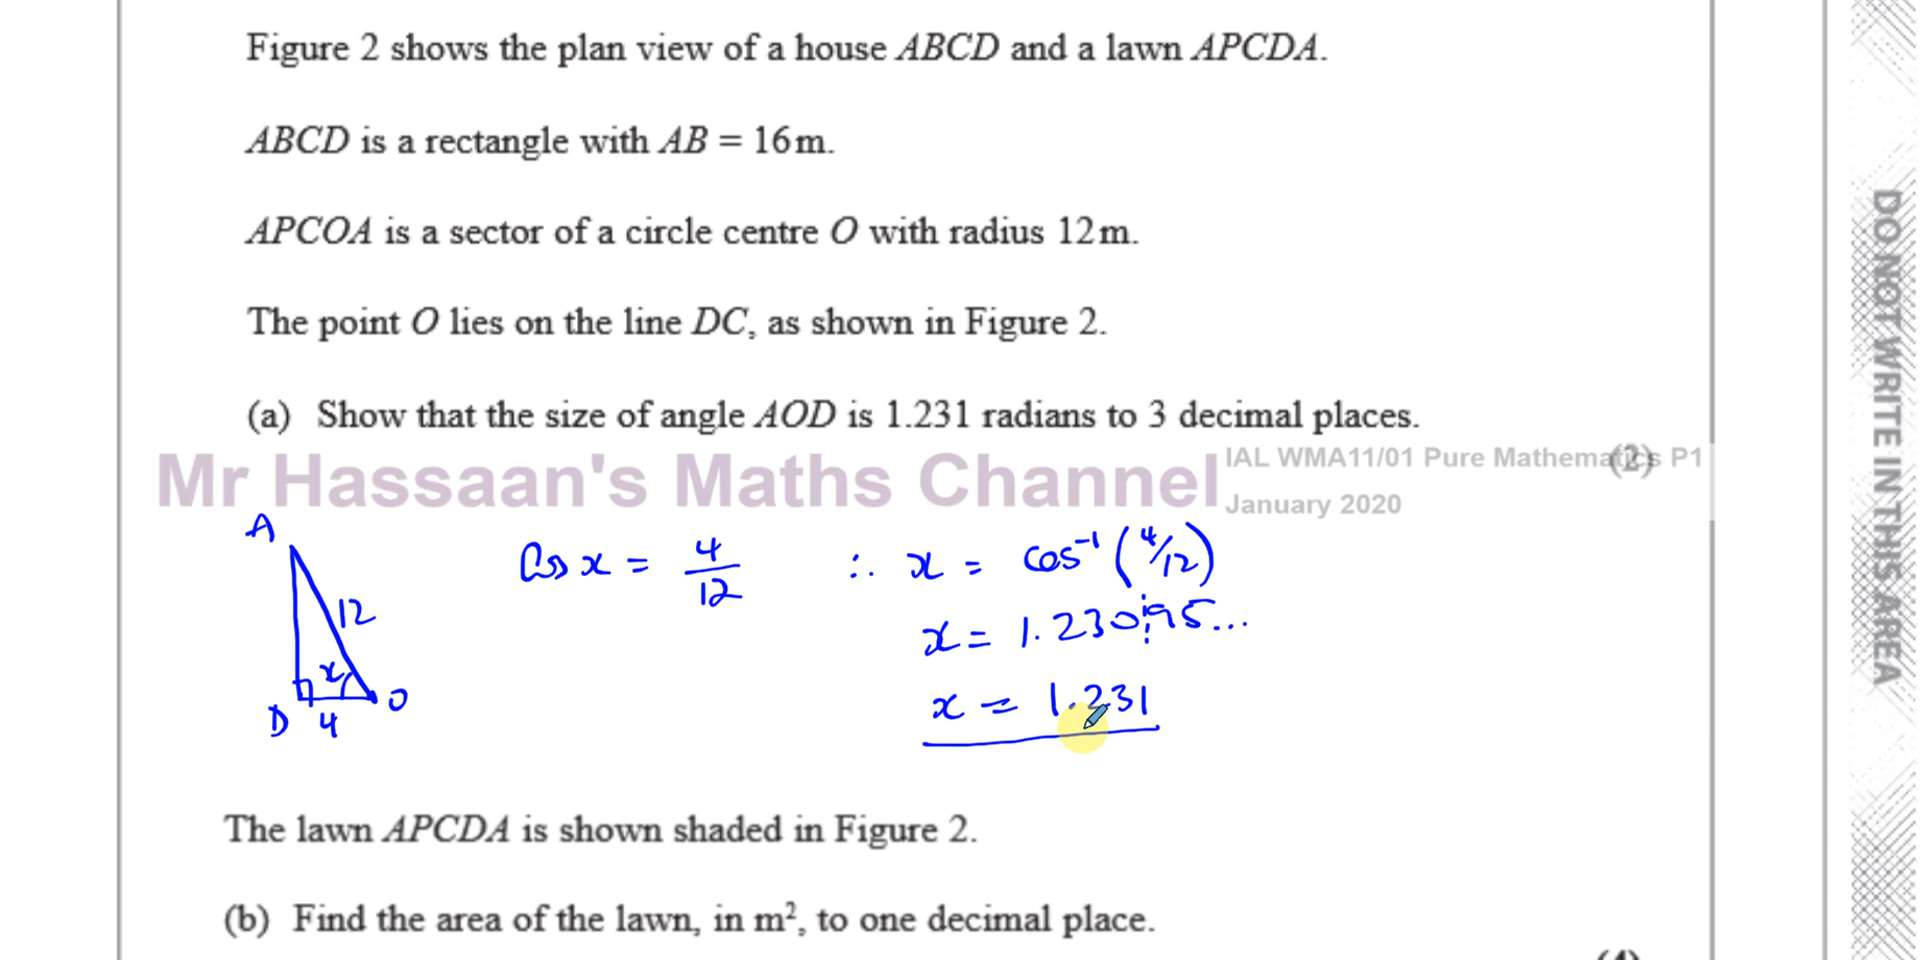 Figure 2 shows the plan view of a house ABCD and a lawn APCDA.
ABCD is a rectangle with AB = 16 m.
APCOA is a sector of a circle centre O with radius 12 m.
The point O lies on the line DC, as shown in Figure 2.
(a) Show that the size of angle AOD is 1.231 radians to 3 decimal places.
(2)
Mr Hassaan's Maths Channel
IAL WMA11/01 Pure Mathematics P1
January 2020
A
12
x
D 4 O
Cos x = 4/12 ∴ x = cos⁻¹ (4/12)
x = 1.23095...
x = 1.231
The lawn APCDA is shown shaded in Figure 2.
(b) Find the area of the lawn, in m², to one decimal place.
DO NOT WRITE IN THIS AREA